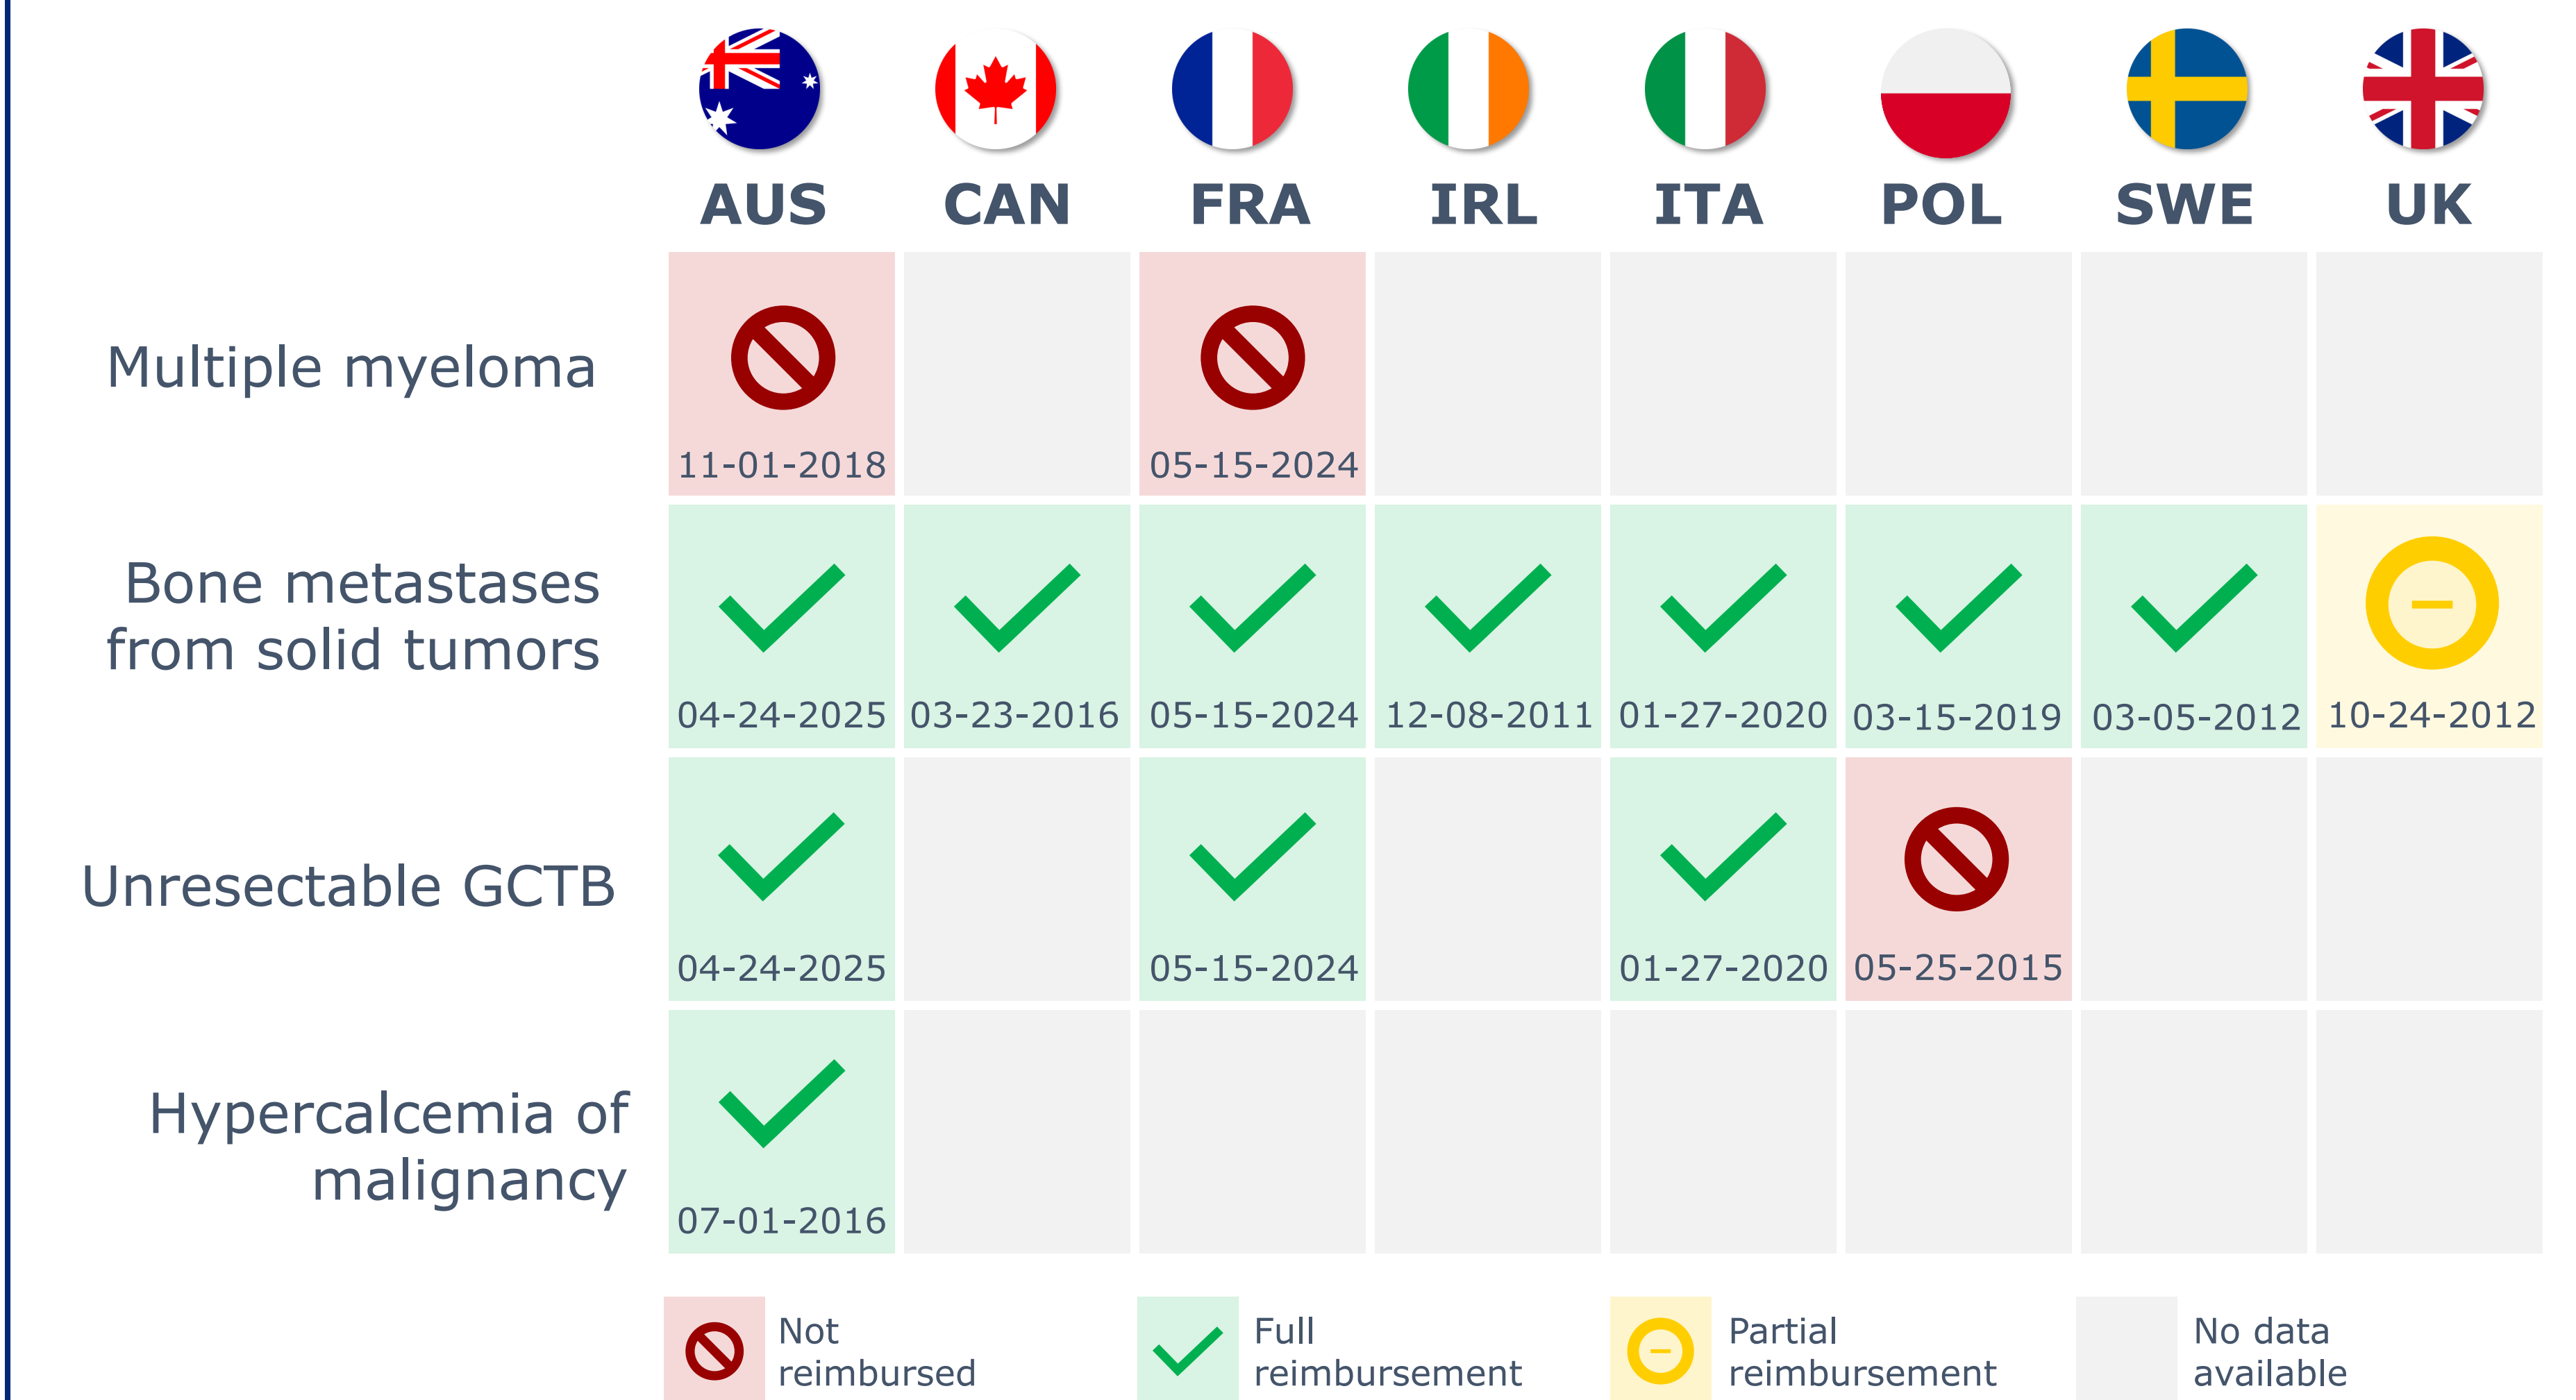 AUS CAN FRA IRL ITA POL SWE UK
Multiple myeloma
11-01-2018 05-15-2024
Bone metastases
from solid tumors
04-24-2025 03-23-2016 05-15-2024 12-08-2011 01-27-2020 03-15-2019 03-05-2012 10-24-2012
Unresectable GCTB
04-24-2025 05-15-2024 01-27-2020 05-25-2015
Hypercalcemia of
malignancy
07-01-2016
Not
reimbursed
Full
reimbursement
Partial
reimbursement
No data
available